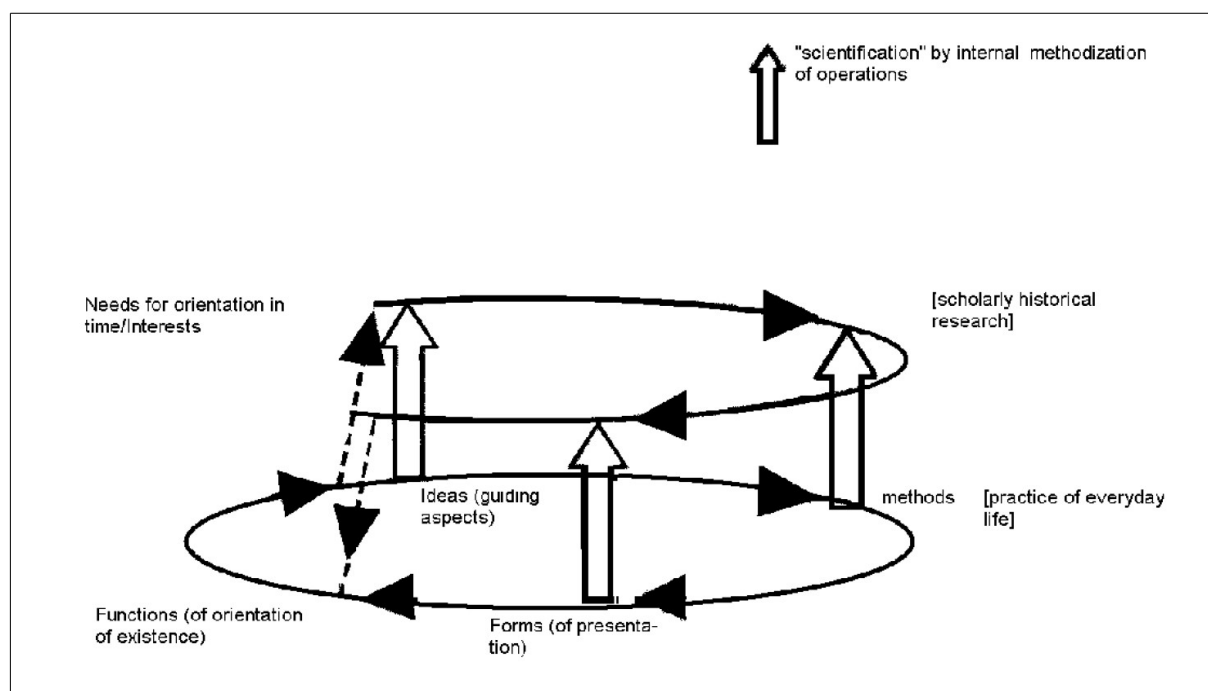 "scientification" by internal methodization
of operations
Needs for orientation in
time/Interests
[scholarly historical
research]
Ideas (guiding
aspects)
methods
[practice of everyday
life]
Functions (of orientation
of existence)
Forms (of presenta-
tion)